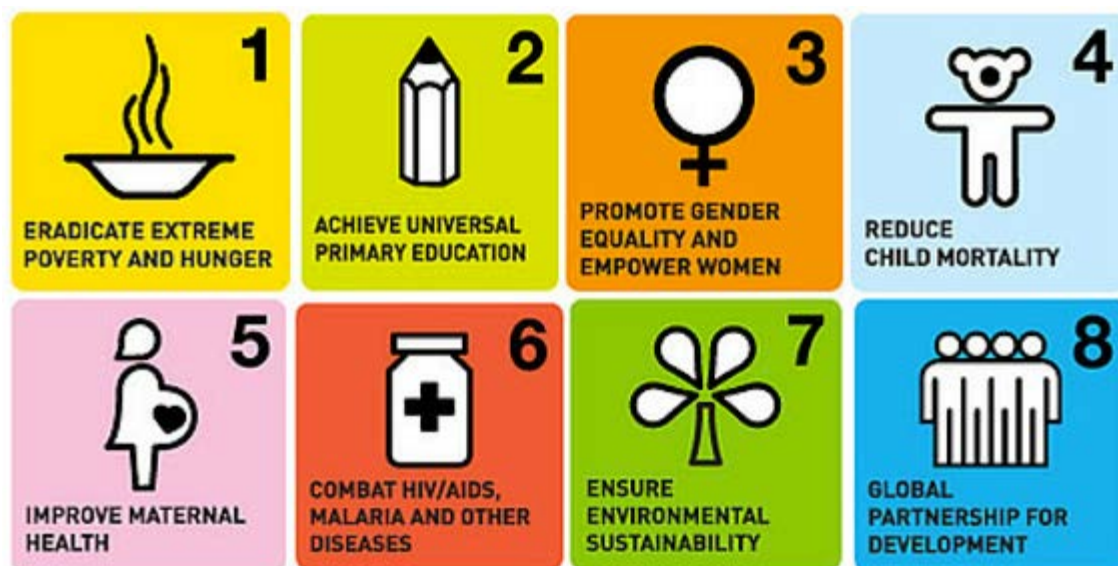 1
ERADICATE EXTREME
POVERTY AND HUNGER
2
ACHIEVE UNIVERSAL
PRIMARY EDUCATION
3
PROMOTE GENDER
EQUALITY AND
EMPOWER WOMEN
4
REDUCE
CHILD MORTALITY
5
IMPROVE MATERNAL
HEALTH
6
COMBAT HIV/AIDS,
MALARIA AND OTHER
DISEASES
7
ENSURE
ENVIRONMENTAL
SUSTAINABILITY
8
GLOBAL
PARTNERSHIP FOR
DEVELOPMENT